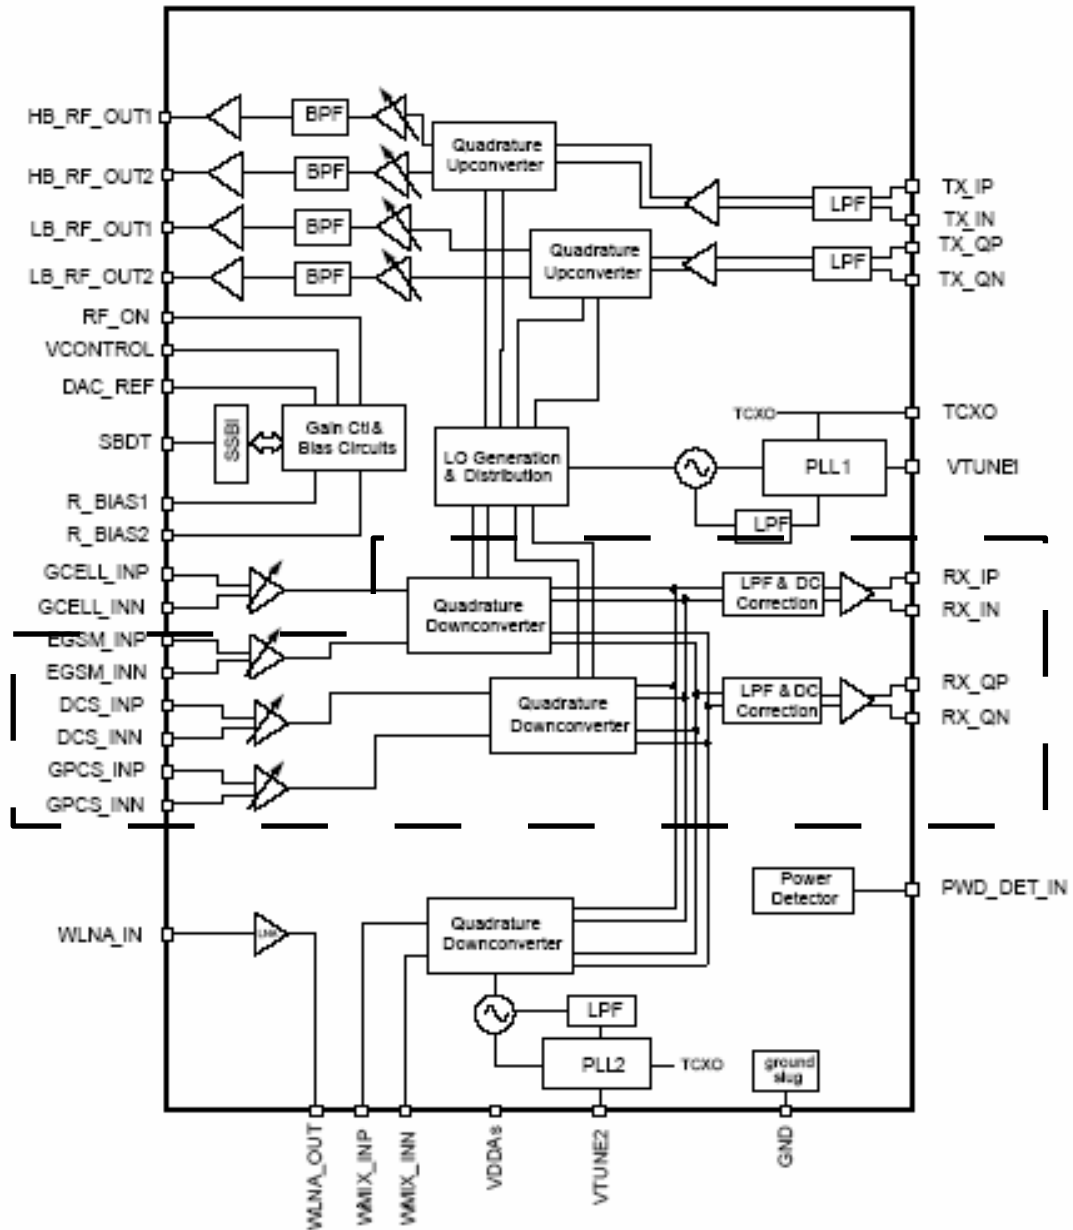 HB_RF_OUT1
BPF
Quadrature
Upconverter
HB_RF_OUT2
BPF
TX_IP
LPF
TX_IN
LB_RF_OUT1
BPF
Quadrature
Upconverter
TX_QP
LPF
LB_RF_OUT2
BPF
TX_QN
RF_ON
VCONTROL
DAC_REF
TCXO
TCXO
SBDT
SSBI
Gain Ctl &
Bias Circuits
LO Generation
& Distribution
PLL1
VTUNE1
R_BIAS1
LPF
R_BIAS2
GCELL_INP
GCELL_INN
Quadrature
Downconverter
LPF & DC
Correction
RX_IP
RX_IN
EGSM_INP
EGSM_INN
DCS_INP
DCS_INN
Quadrature
Downconverter
LPF & DC
Correction
RX_QP
RX_QN
GPCS_INP
GPCS_INN
Power
Detector
PWD_DET_IN
WLNA_IN
LNA
Quadrature
Downconverter
LPF
PLL2
TCXO
ground
slug
WLNA_OUT
WMIX_INP
WMIX_INN
VDDAs
VTUNE2
GND